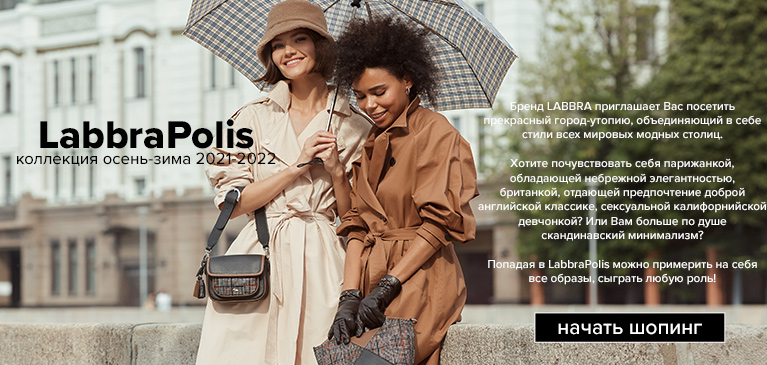 LabbraPolis
коллекция осень-зима 2021-2022
Бренд LABBRA приглашает Вас посетить
прекрасный город-утопию, объединяющий в себе
стили всех мировых модных столиц.
Хотите почувствовать себя парижанкой,
обладающей небрежной элегантностью,
британкой, отдающей предпочтение доброй
английской классике, сексуальной калифорнийской
девчонкой? Или Вам больше по душе
скандинавский минимализм?
Попадая в LabbraPolis можно примерить на себя
все образы, сыграть любую роль!
начать шопинг